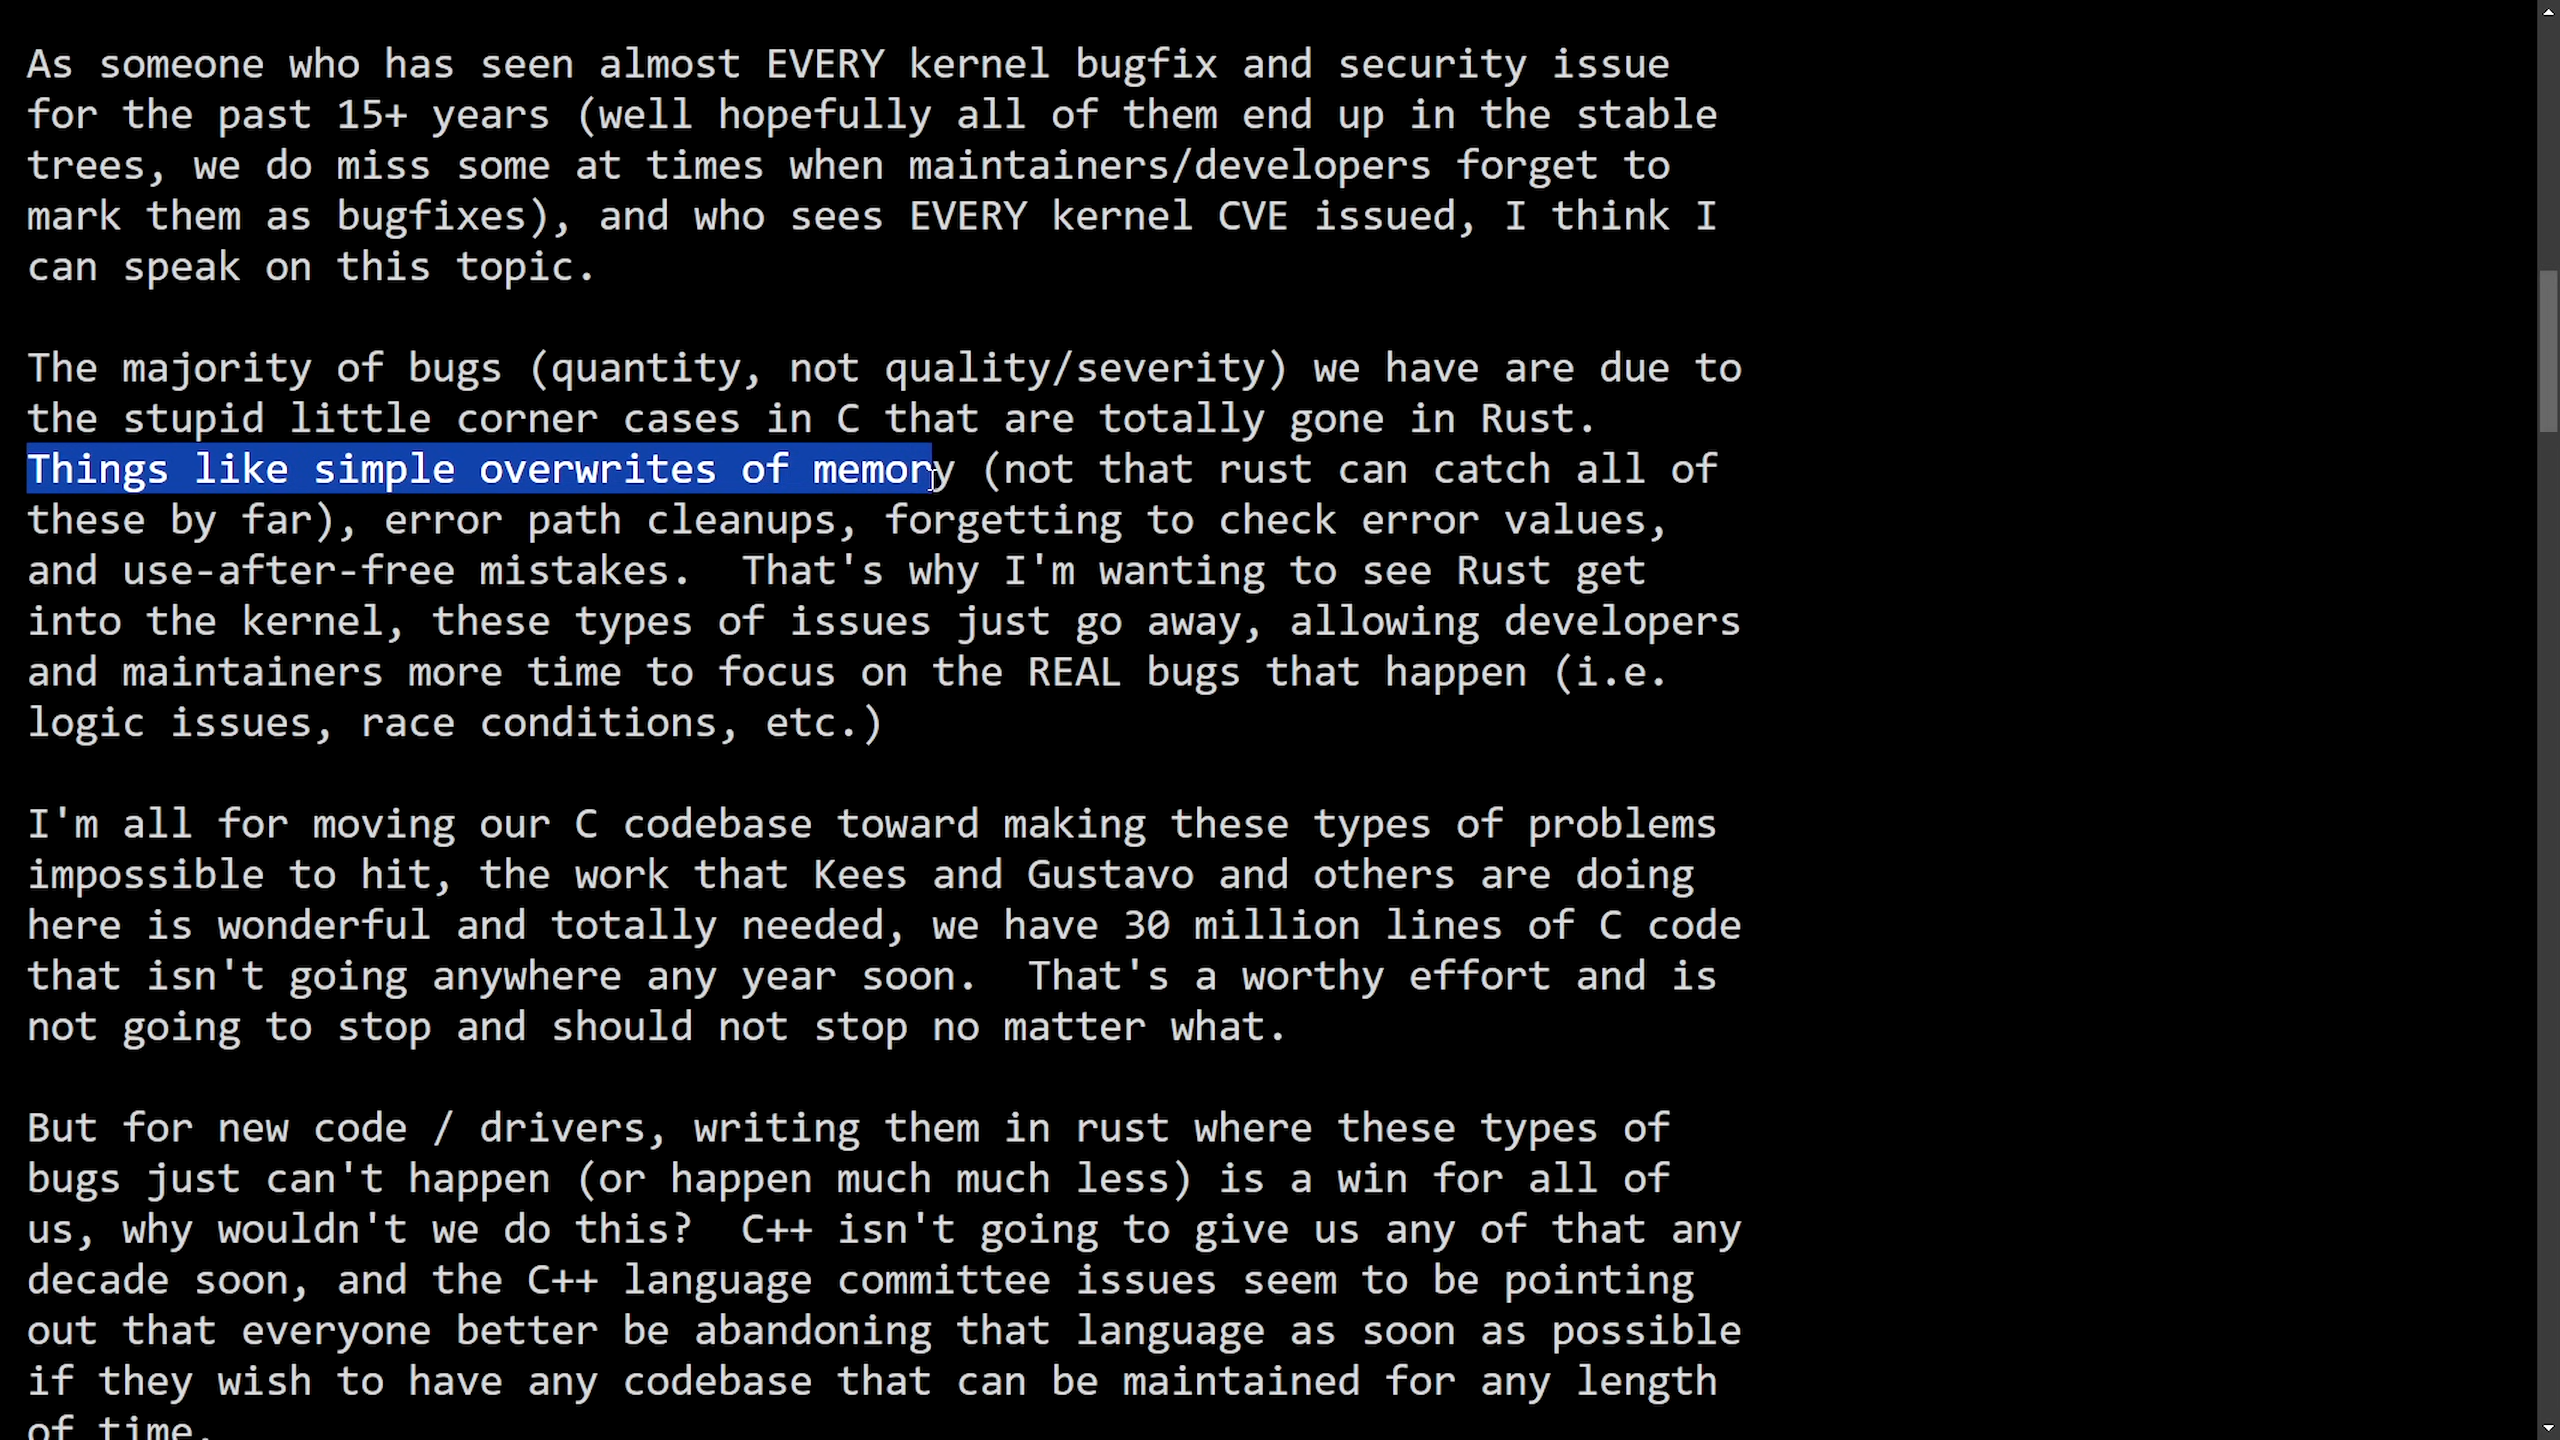 As someone who has seen almost EVERY kernel bugfix and security issue
for the past 15+ years (well hopefully all of them end up in the stable
trees, we do miss some at times when maintainers/developers forget to
mark them as bugfixes), and who sees EVERY kernel CVE issued, I think I
can speak on this topic.

The majority of bugs (quantity, not quality/severity) we have are due to
the stupid little corner cases in C that are totally gone in Rust.
Things like simple overwrites of memory (not that rust can catch all of
these by far), error path cleanups, forgetting to check error values,
and use-after-free mistakes.  That's why I'm wanting to see Rust get
into the kernel, these types of issues just go away, allowing developers
and maintainers more time to focus on the REAL bugs that happen (i.e.
logic issues, race conditions, etc.)

I'm all for moving our C codebase toward making these types of problems
impossible to hit, the work that Kees and Gustavo and others are doing
here is wonderful and totally needed, we have 30 million lines of C code
that isn't going anywhere any year soon.  That's a worthy effort and is
not going to stop and should not stop no matter what.

But for new code / drivers, writing them in rust where these types of
bugs just can't happen (or happen much much less) is a win for all of
us, why wouldn't we do this?  C++ isn't going to give us any of that any
decade soon, and the C++ language committee issues seem to be pointing
out that everyone better be abandoning that language as soon as possible
if they wish to have any codebase that can be maintained for any length
of time.